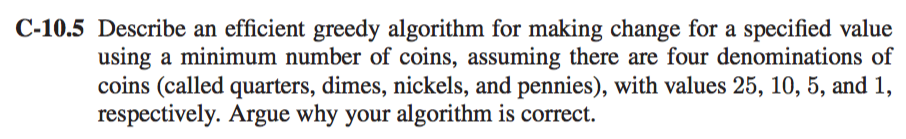 C-10.5 Describe an efficient greedy algorithm for making change for a specified value
using a minimum number of coins, assuming there are four denominations of
coins (called quarters, dimes, nickels, and pennies), with values 25, 10, 5, and 1,
respectively. Argue why your algorithm is correct.